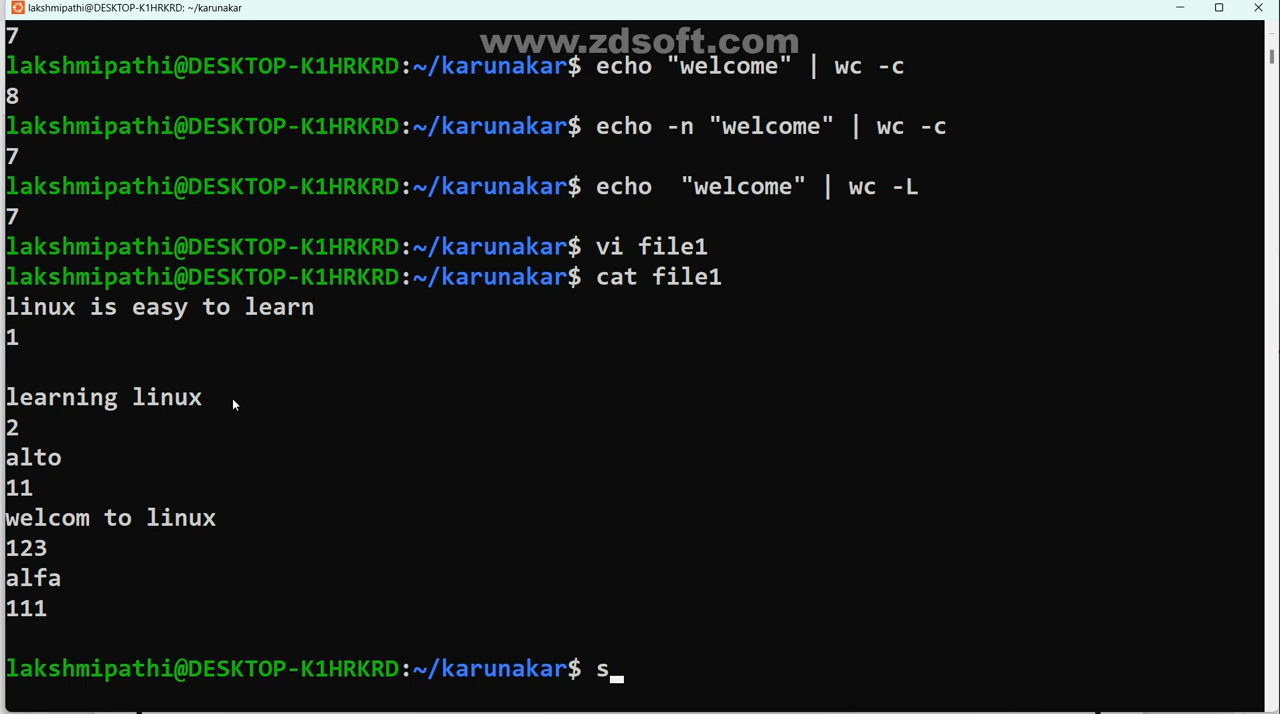 lakshmipathi@DESKTOP-K1HRKRD: ~/karunakar
www.zdsoft.com
7
lakshmipathi@DESKTOP-K1HRKRD:~/karunakar$ echo "welcome" | wc -c
8
lakshmipathi@DESKTOP-K1HRKRD:~/karunakar$ echo -n "welcome" | wc -c
7
lakshmipathi@DESKTOP-K1HRKRD:~/karunakar$ echo  "welcome" | wc -L
7
lakshmipathi@DESKTOP-K1HRKRD:~/karunakar$ vi file1
lakshmipathi@DESKTOP-K1HRKRD:~/karunakar$ cat file1
linux is easy to learn
1

learning linux
2
alto
11
welcom to linux
123
alfa
111

lakshmipathi@DESKTOP-K1HRKRD:~/karunakar$ s